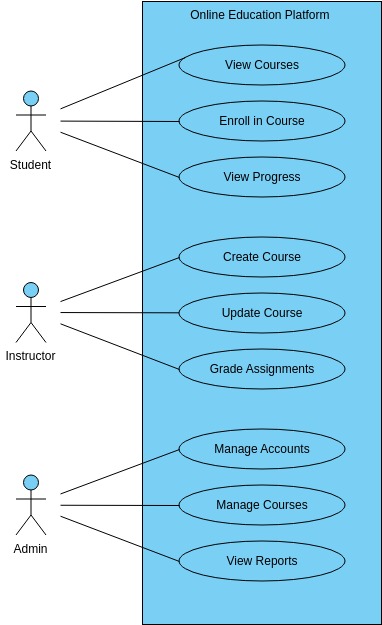 Online Education Platform
View Courses
Enroll in Course
View Progress
Student
Create Course
Update Course
Grade Assignments
Instructor
Manage Accounts
Manage Courses
View Reports
Admin